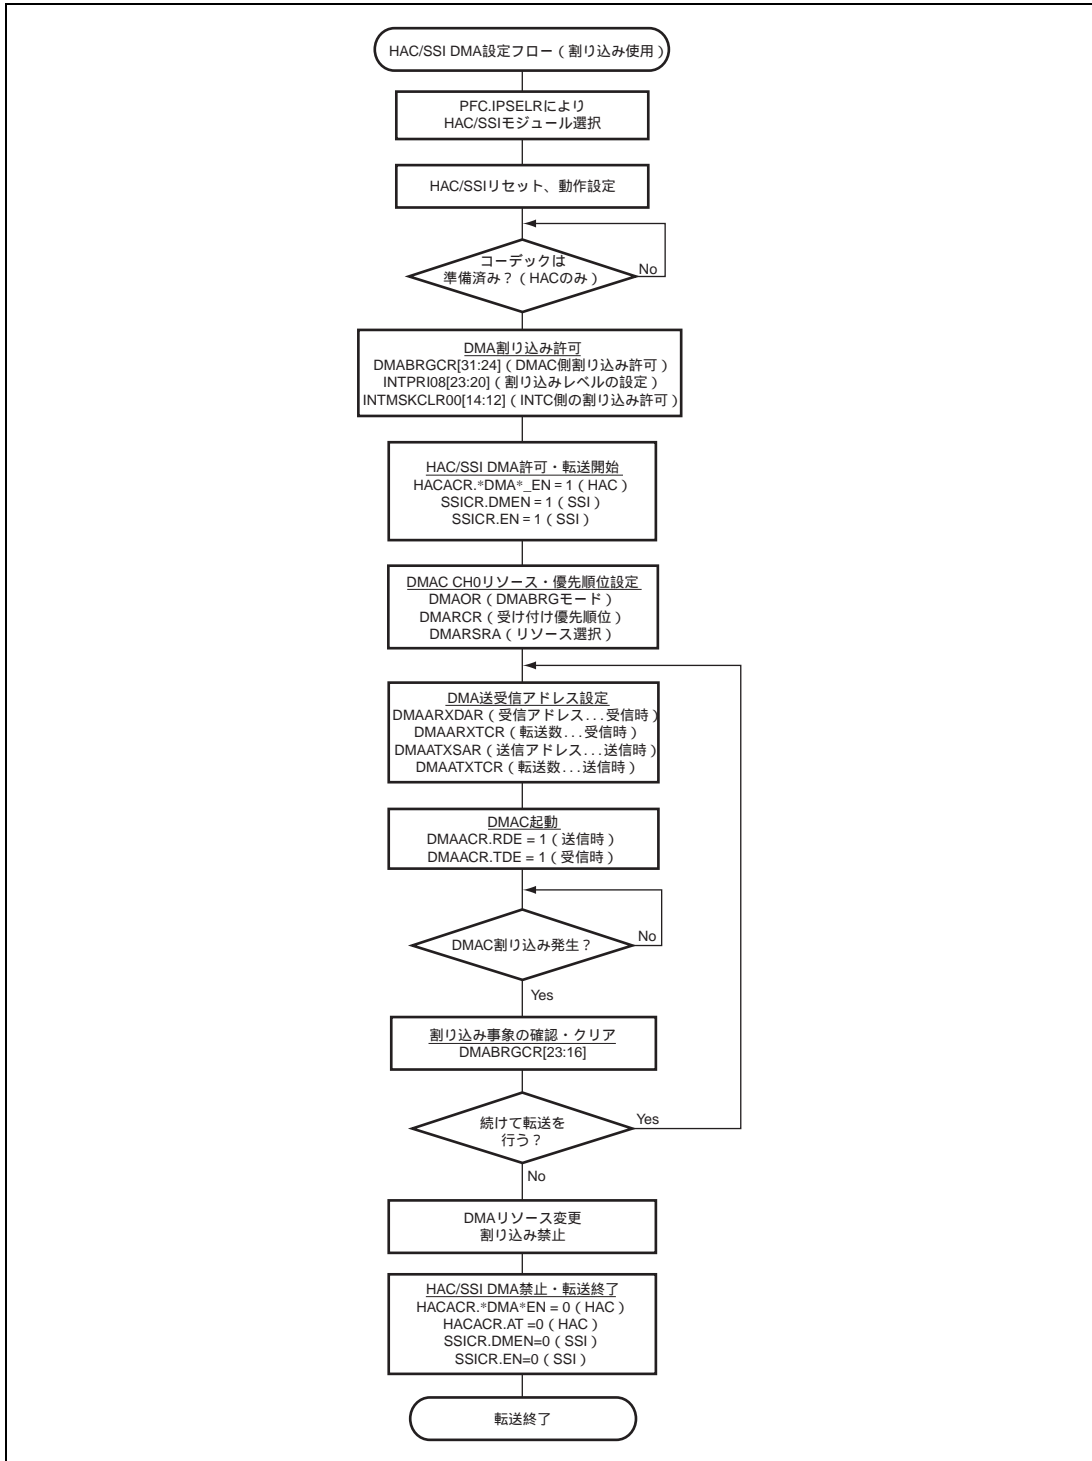 HAC/SSI DMA設定フロー（割り込み使用）
PFC.IPSELRにより
HAC/SSIモジュール選択
HAC/SSIリセット、動作設定
コーデックは
準備済み？（HACのみ）
No
DMA割り込み許可
DMABRGCR[31:24]（DMAC側割り込み許可）
INTPRI08[23:20]（割り込みレベルの設定）
INTMSKCLR00[14:12]（INTC側の割り込み許可）
HAC/SSI DMA許可・転送開始
HACACR.*DMA*_EN = 1（HAC）
SSICR.DMEN = 1（SSI）
SSICR.EN = 1（SSI）
DMAC CH0リソース・優先順位設定
DMAOR（DMABRGモード）
DMARCR（受け付け優先順位）
DMARSRA（リソース選択）
DMA送受信アドレス設定
DMAARXDAR（受信アドレス...受信時）
DMAARXTCR（転送数...受信時）
DMAATXSAR（送信アドレス...送信時）
DMAATXTCR（転送数...送信時）
DMAC起動
DMAACR.RDE = 1（送信時）
DMAACR.TDE = 1（受信時）
DMAC割り込み発生？
No
Yes
割り込み事象の確認・クリア
DMABRGCR[23:16]
続けて転送を
行う？
Yes
No
DMAリソース変更
割り込み禁止
HAC/SSI DMA禁止・転送終了
HACACR.*DMA*EN = 0（HAC）
HACACR.AT =0（HAC）
SSICR.DMEN=0（SSI）
SSICR.EN=0（SSI）
転送終了